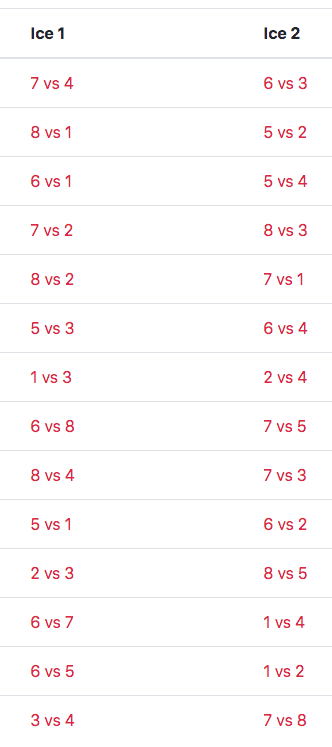 Ice 1 Ice 2
7 vs 4 6 vs 3
8 vs 1 5 vs 2
6 vs 1 5 vs 4
7 vs 2 8 vs 3
8 vs 2 7 vs 1
5 vs 3 6 vs 4
1 vs 3 2 vs 4
6 vs 8 7 vs 5
8 vs 4 7 vs 3
5 vs 1 6 vs 2
2 vs 3 8 vs 5
6 vs 7 1 vs 4
6 vs 5 1 vs 2
3 vs 4 7 vs 8